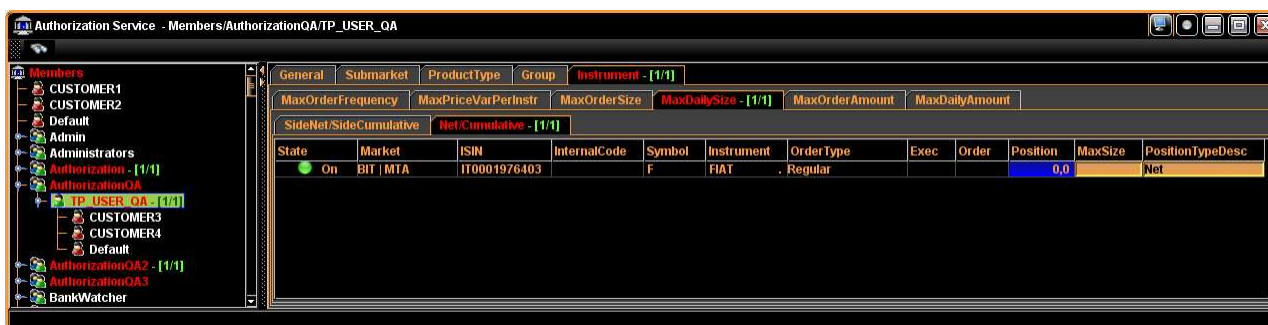 Authorization Service - Members/AuthorizationQA/TP_USER_QA
Members
CUSTOMER1
CUSTOMER2
Default
Admin
Administrators
Authorization - [1/1]
AuthorizationQA
TP_USER_QA - [1/1]
CUSTOMER3
CUSTOMER4
Default
AuthorizationQA2 - [1/1]
AuthorizationQA3
BankWatcher
General Submarket ProductType Group Instrument - [1/1]
MaxOrderFrequency MaxPriceVarPerInstr MaxOrderSize MaxDailySize - [1/1] MaxOrderAmount MaxDailyAmount
SideNet/SideCumulative Net/Cumulative - [1/1]
State Market ISIN InternalCode Symbol Instrument OrderType Exec Order Position MaxSize PositionTypeDesc
On BIT | MTA IT0001976403 F FIAT . Regular 0,0 Net